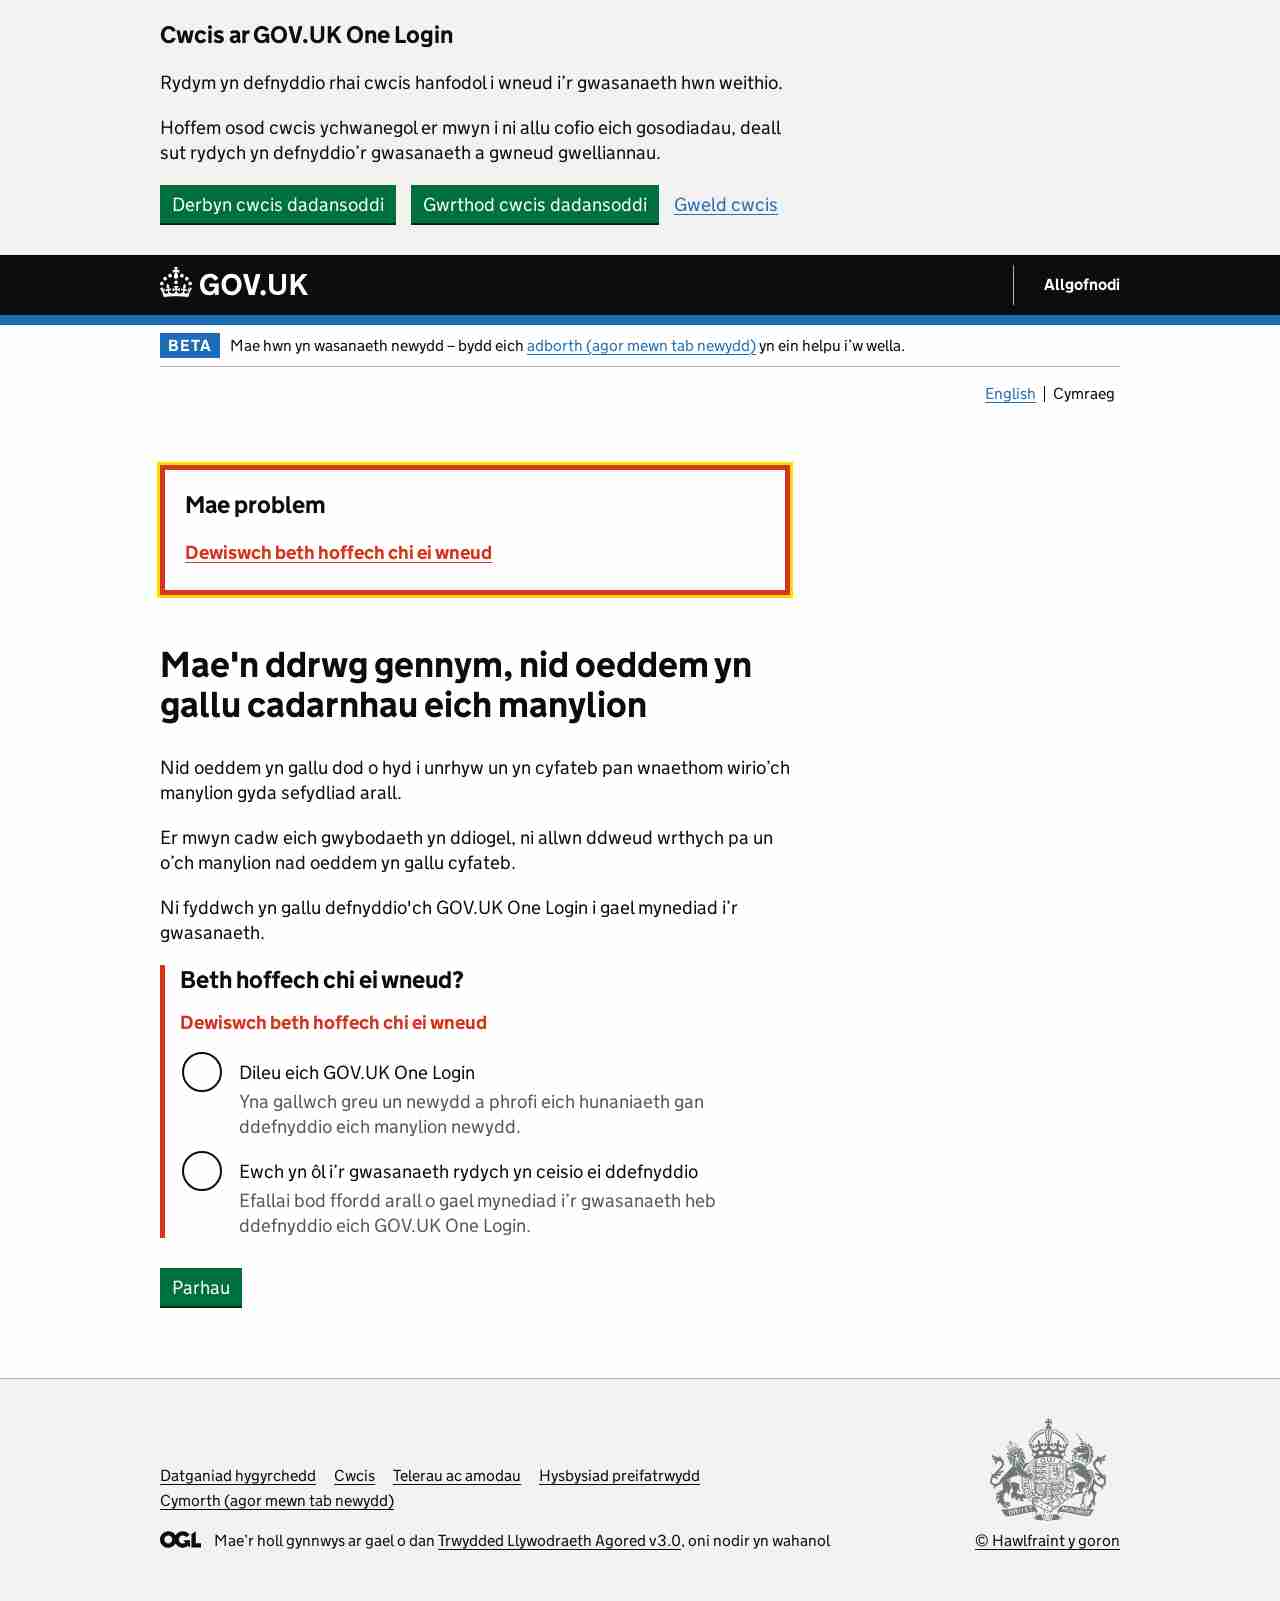 Cwcis ar GOV.UK One Login
Rydym yn defnyddio rhai cwcis hanfodol i wneud i’r gwasanaeth hwn weithio.
Hoffem osod cwcis ychwanegol er mwyn i ni allu cofio eich gosodiadau, deall
sut rydych yn defnyddio’r gwasanaeth a gwneud gwelliannau.
Derbyn cwcis dadansoddi Gwrthod cwcis dadansoddi Gweld cwcis
GOV.UK Allgofnodi
BETA Mae hwn yn wasanaeth newydd – bydd eich adborth (agor mewn tab newydd) yn ein helpu i’w wella.
English Cymraeg
Mae problem
Dewiswch beth hoffech chi ei wneud
Mae'n ddrwg gennym, nid oeddem yn
gallu cadarnhau eich manylion
Nid oeddem yn gallu dod o hyd i unrhyw un yn cyfateb pan wnaethom wirio’ch
manylion gyda sefydliad arall.
Er mwyn cadw eich gwybodaeth yn ddiogel, ni allwn ddweud wrthych pa un
o’ch manylion nad oeddem yn gallu cyfateb.
Ni fyddwch yn gallu defnyddio'ch GOV.UK One Login i gael mynediad i’r
gwasanaeth.
Beth hoffech chi ei wneud?
Dewiswch beth hoffech chi ei wneud
Dileu eich GOV.UK One Login
Yna gallwch greu un newydd a phrofi eich hunaniaeth gan
ddefnyddio eich manylion newydd.
Ewch yn ôl i’r gwasanaeth rydych yn ceisio ei ddefnyddio
Efallai bod ffordd arall o gael mynediad i’r gwasanaeth heb
ddefnyddio eich GOV.UK One Login.
Parhau
Datganiad hygyrchedd Cwcis Telerau ac amodau Hysbysiad preifatrwydd
Cymorth (agor mewn tab newydd)
OGL Mae’r holl gynnwys ar gael o dan Trwydded Llywodraeth Agored v3.0, oni nodir yn wahanol
© Hawlfraint y goron